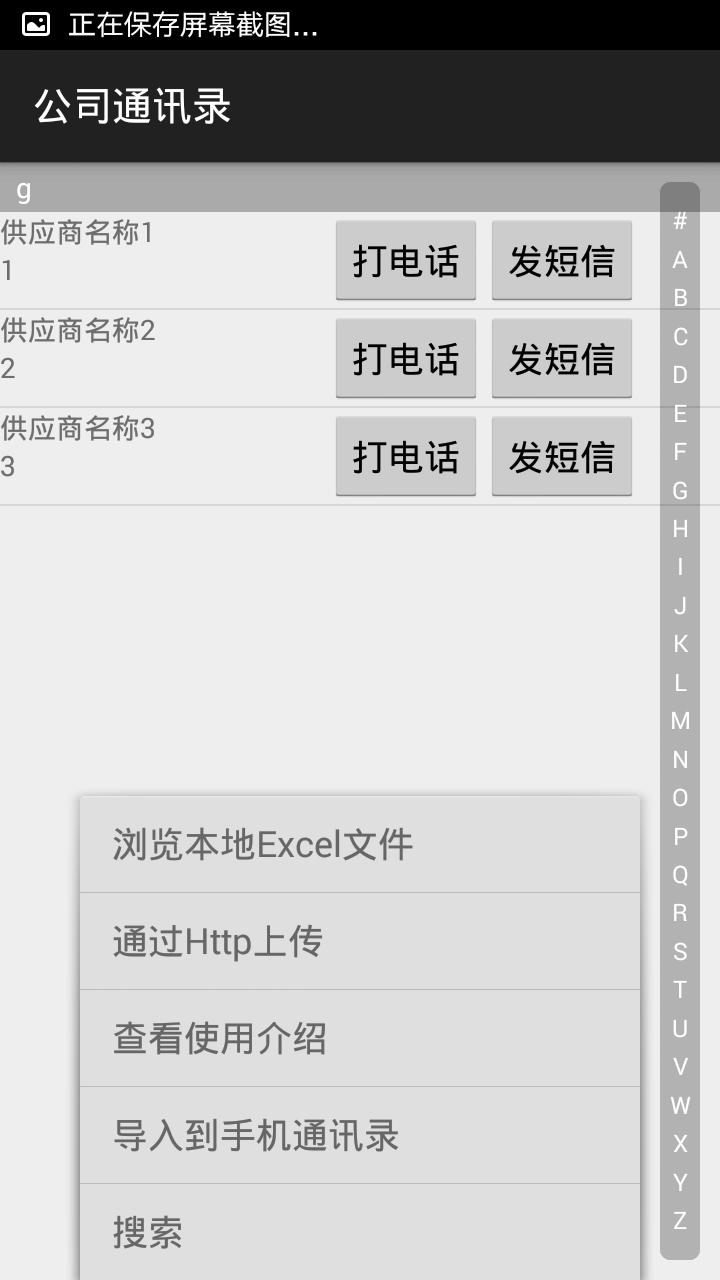 正在保存屏幕截图...
公司通讯录
g
供应商名称1
1
打电话 发短信
供应商名称2
2
打电话 发短信
供应商名称3
3
打电话 发短信
#
A
B
C
D
E
F
G
H
I
J
K
L
M
N
O
P
Q
R
S
T
U
V
W
X
Y
Z
浏览本地Excel文件
通过Http上传
查看使用介绍
导入到手机通讯录
搜索